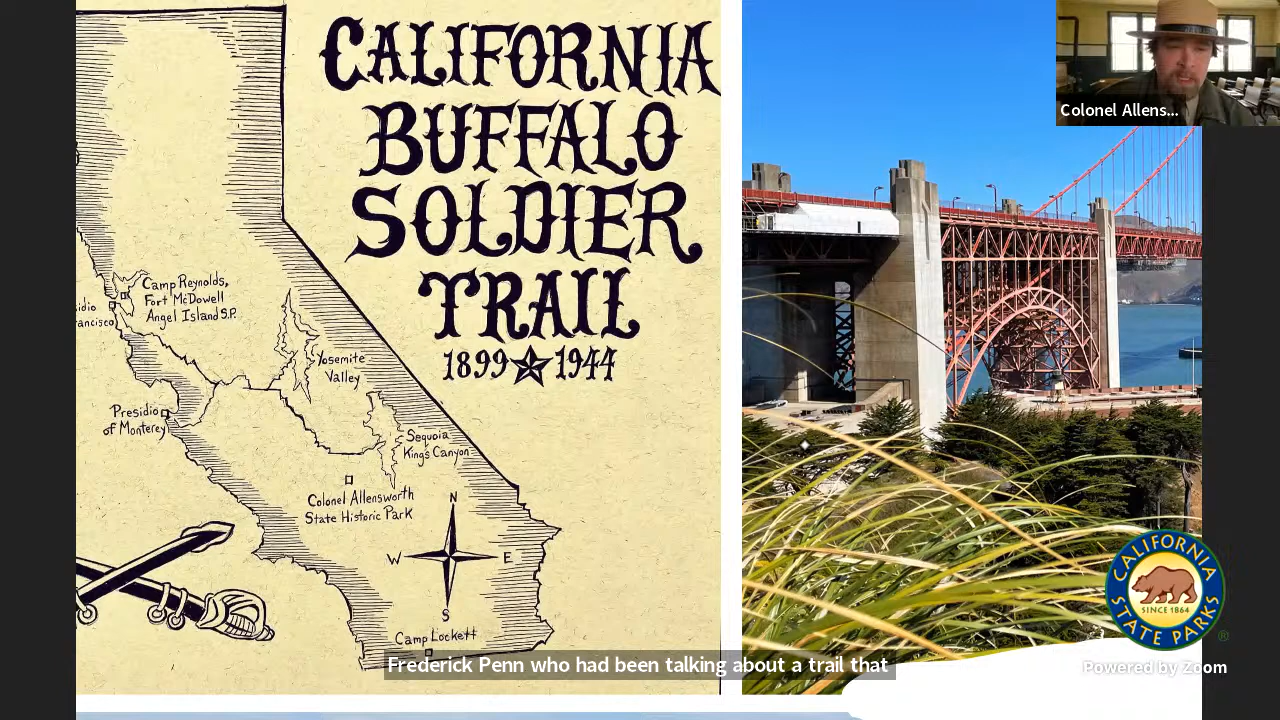 CALIFORNIA
BUFFALO
SOLDIER
TRAIL
1899 1944
Camp Reynolds,
Fort McDowell
Angel Island S.P.
sidio
rancisco
Yosemite
Valley
Presidio
of Monterey
Sequoia
Kings Canyon
Colonel Allensworth
State Historic Park
N
W E
S
Camp Lockett
Colonel Allens...
CALIFORNIA
STATE PARKS
SINCE 1864
®
Frederick Penn who had been talking about a trail that
Powered by Zoom